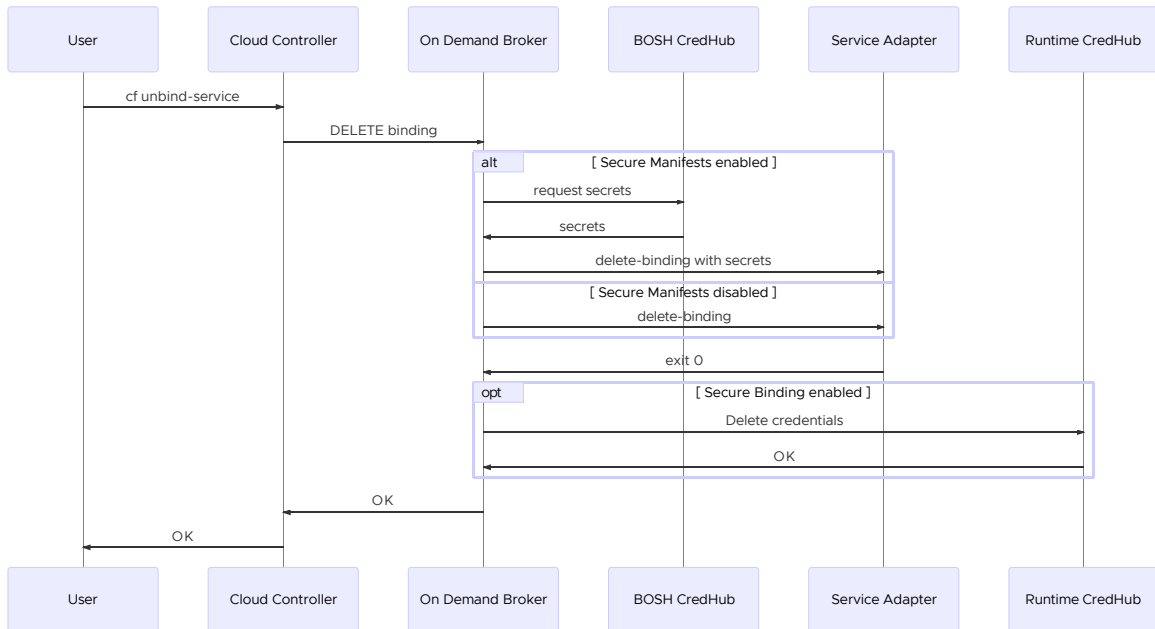 User
Cloud Controller
On Demand Broker
BOSH CredHub
Service Adapter
Runtime CredHub
cf unbind-service
DELETE binding
alt
[ Secure Manifests enabled ]
request secrets
secrets
delete-binding with secrets
[ Secure Manifests disabled ]
delete-binding
exit 0
opt
[ Secure Binding enabled ]
Delete credentials
OK
OK
OK
User
Cloud Controller
On Demand Broker
BOSH CredHub
Service Adapter
Runtime CredHub